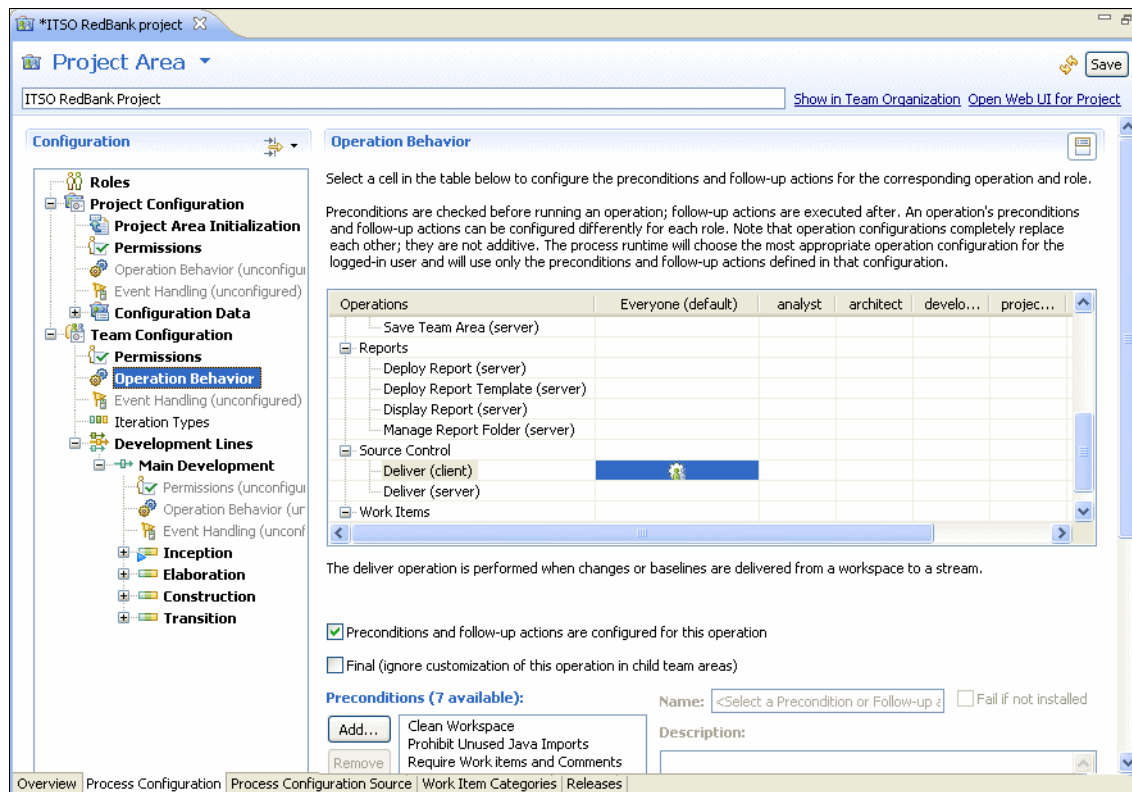 *ITSO RedBank project
Project Area
Save
ITSO RedBank Project
Show in Team Organization Open Web UI for Project
Configuration
Roles
Project Configuration
Project Area Initialization
Permissions
Operation Behavior (unconfigu
Event Handling (unconfigured)
Configuration Data
Team Configuration
Permissions
Operation Behavior
Event Handling (unconfigured)
Iteration Types
Development Lines
Main Development
Permissions (unconfigu
Operation Behavior (ur
Event Handling (unconf
Inception
Elaboration
Construction
Transition
Operation Behavior
Select a cell in the table below to configure the preconditions and follow-up actions for the corresponding operation and role.
Preconditions are checked before running an operation; follow-up actions are executed after. An operation's preconditions
and follow-up actions can be configured differently for each role. Note that operation configurations completely replace
each other; they are not additive. The process runtime will choose the most appropriate operation configuration for the
logged-in user and will use only the preconditions and follow-up actions defined in that configuration.
Operations Everyone (default) analyst architect develo... projec...
Save Team Area (server)
Reports
Deploy Report (server)
Deploy Report Template (server)
Display Report (server)
Manage Report Folder (server)
Source Control
Deliver (client)
Deliver (server)
Work Items
The deliver operation is performed when changes or baselines are delivered from a workspace to a stream.
Preconditions and follow-up actions are configured for this operation
Final (ignore customization of this operation in child team areas)
Preconditions (7 available):
Add...
Remove
Clean Workspace
Prohibit Unused Java Imports
Require Work items and Comments
Name: <Select a Precondition or Follow-up a
Fail if not installed
Description:
Overview Process Configuration Process Configuration Source Work Item Categories Releases